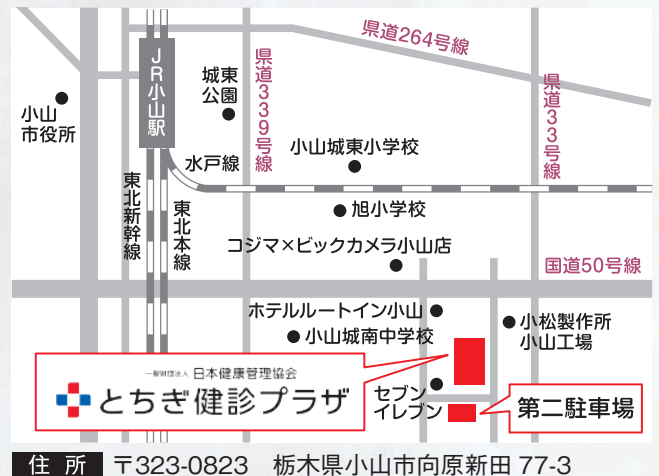 県道264号線
JR小山駅
城東
公園
県道339号線
県道33号線
小山
市役所
水戸線
小山城東小学校
東北新幹線
東北本線
旭小学校
コジマ×ビックカメラ小山店
国道50号線
ホテルルートイン小山
小山城南中学校
小松製作所
小山工場
一般財団法人 日本健康管理協会
とちぎ健診プラザ
セブン
イレブン
第二駐車場
住所 〒323-0823 栃木県小山市向原新田 77-3